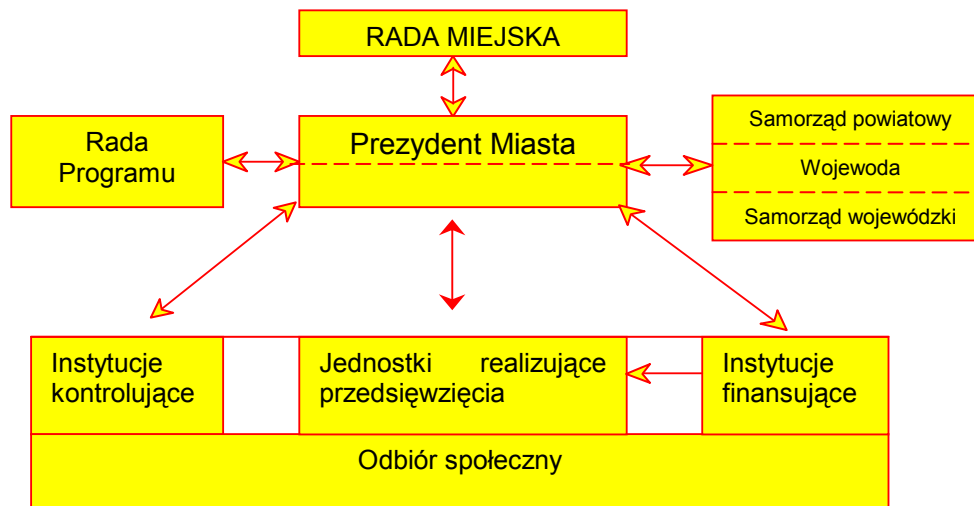 RADA MIEJSKA
Rada
Programu
Prezydent Miasta
Samorząd powiatowy
Wojewoda
Samorząd wojewódzki
Instytucje
kontrolujące
Jednostki realizujące
przedsięwzięcia
Instytucje
finansujące
Odbiór społeczny